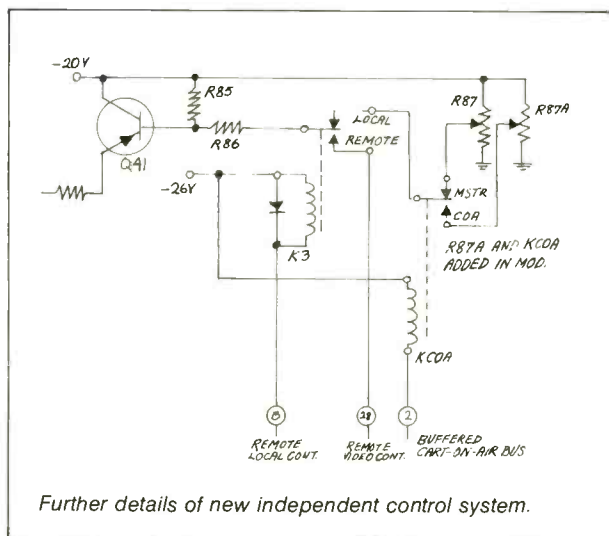 -20V
R85
R86
Q41
LOCAL
REMOTE
R87
R87A
-26V
K3
MSTR
COA
R87A AND KCOA
ADDED IN MOD.
KCOA
B
28
2
REMOTE
LOCAL CONT.
REMOTE
VIDEO CONT.
BUFFERED
CART-ON-AIR BUS
Further details of new independent control system.